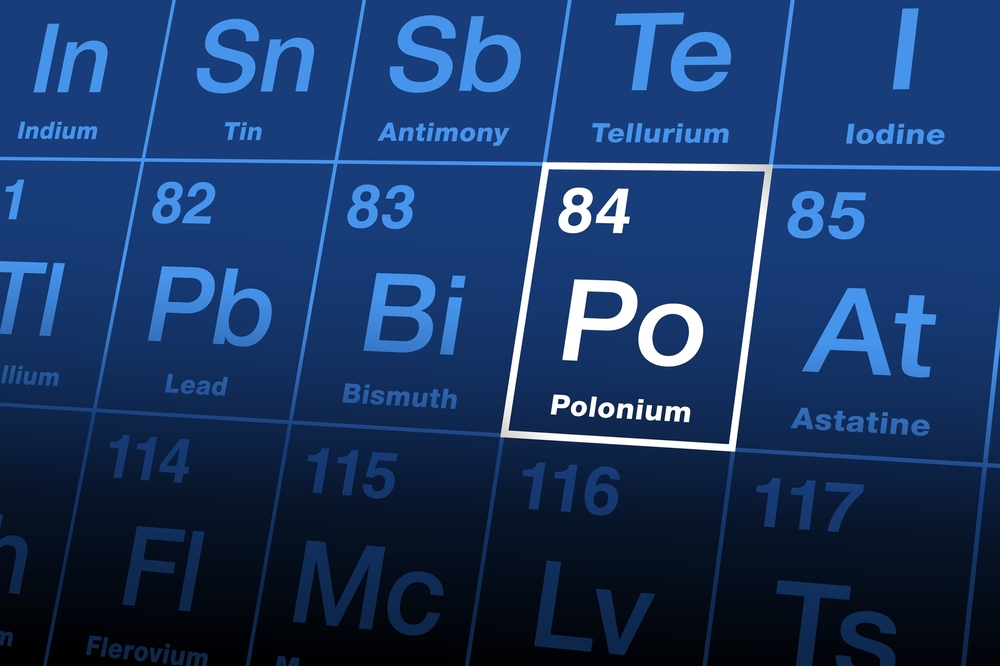 In
Sn
Sb
Te
I
Indium
Tin
Antimony
Tellurium
Iodine
1
82
83
84
85
Tl
Pb
Bi
Po
At
llium
Lead
Bismuth
Polonium
Astatine
114
115
116
117
h
Fl
Mc
Lv
Ts
m
Flerovium
M